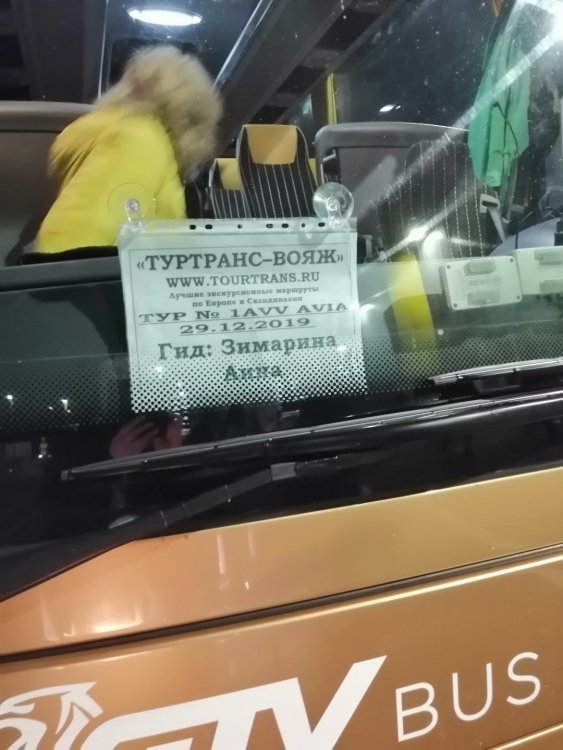 «ТУРТРАНС-ВОЯЖ»
WWW.TOURTRANS.RU
Лучшие экскурсионные маршруты
по Европе и Скандинавии
ТУР № 1AVV AVIA
29.12.2019
Гид: Зимарина
Анна
BUS